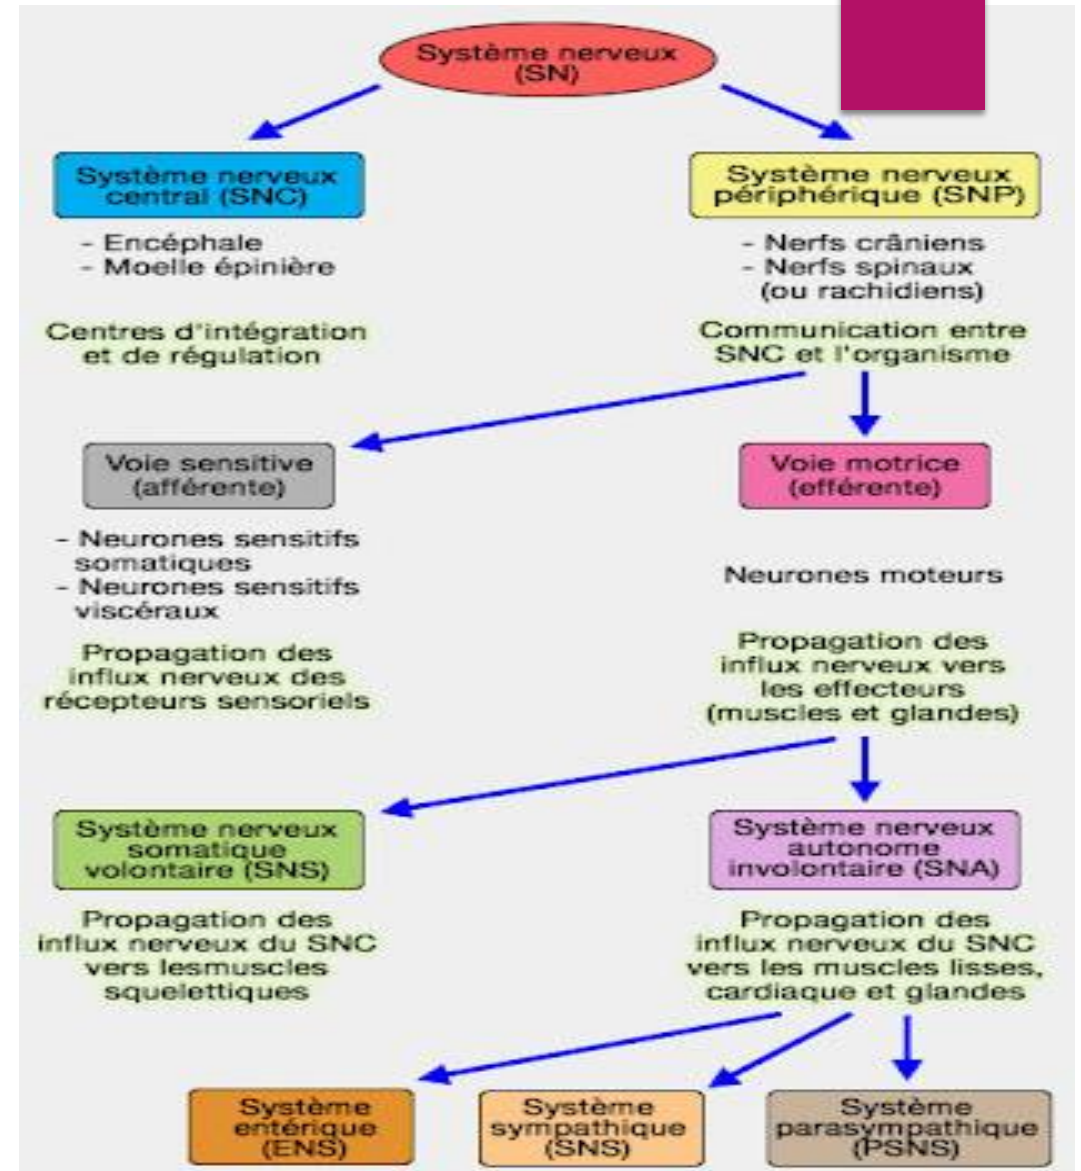 Système nerveux
(SN)
Système nerveux
central (SNC)
- Encéphale
- Moelle épinière
Centres d'intégration
et de régulation
Système nerveux
périphérique (SNP)
- Nerfs crâniens
- Nerfs spinaux
(ou rachidiens)
Communication entre
SNC et l'organisme
Voie sensitive
(afférente)
- Neurones sensitifs
somatiques
- Neurones sensitifs
viscéraux
Propagation des
influx nerveux des
récepteurs sensoriels
Voie motrice
(efférente)
Neurones moteurs
Propagation des
influx nerveux vers
les effecteurs
(muscles et glandes)
Système nerveux
somatique
volontaire (SNS)
Propagation des
influx nerveux du SNC
vers lesmuscles
squelettiques
Système nerveux
autonome
involontaire (SNA)
Propagation des
influx nerveux du SNC
vers les muscles lisses,
cardiaque et glandes
Système
entérique
(ENS)
Système
sympathique
(SNS)
Système
parasympathique
(PSNS)